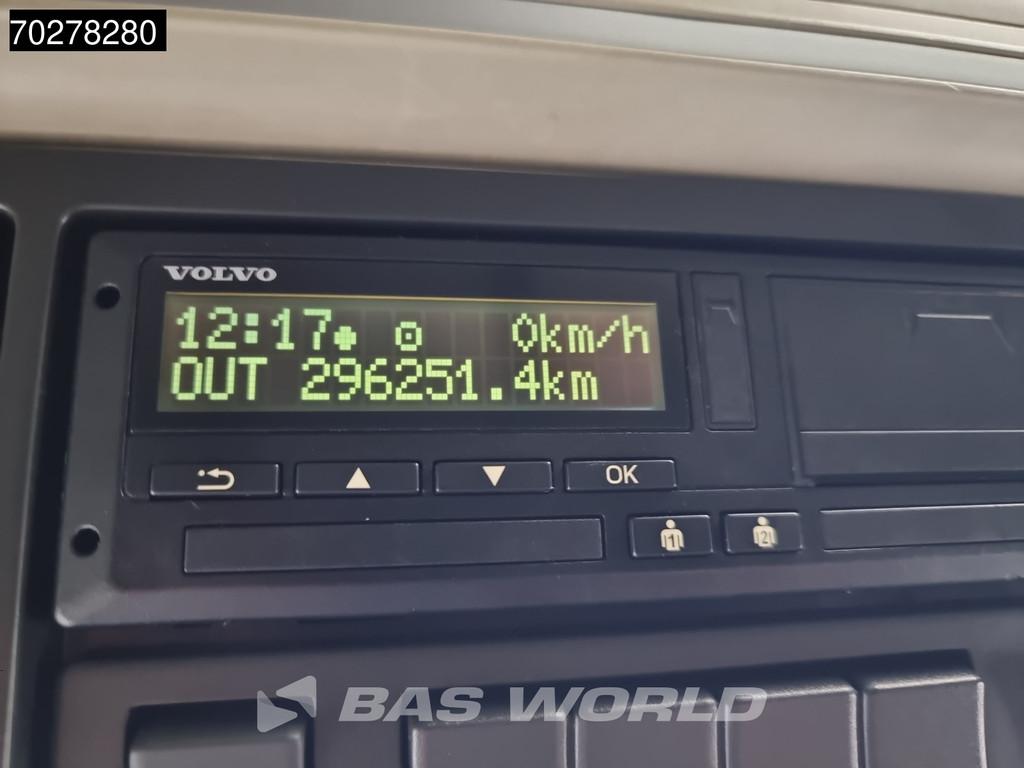 70278280
VOLVO
12:17 0km/h
OUT 296251.4km
OK
1 2
BAS WORLD